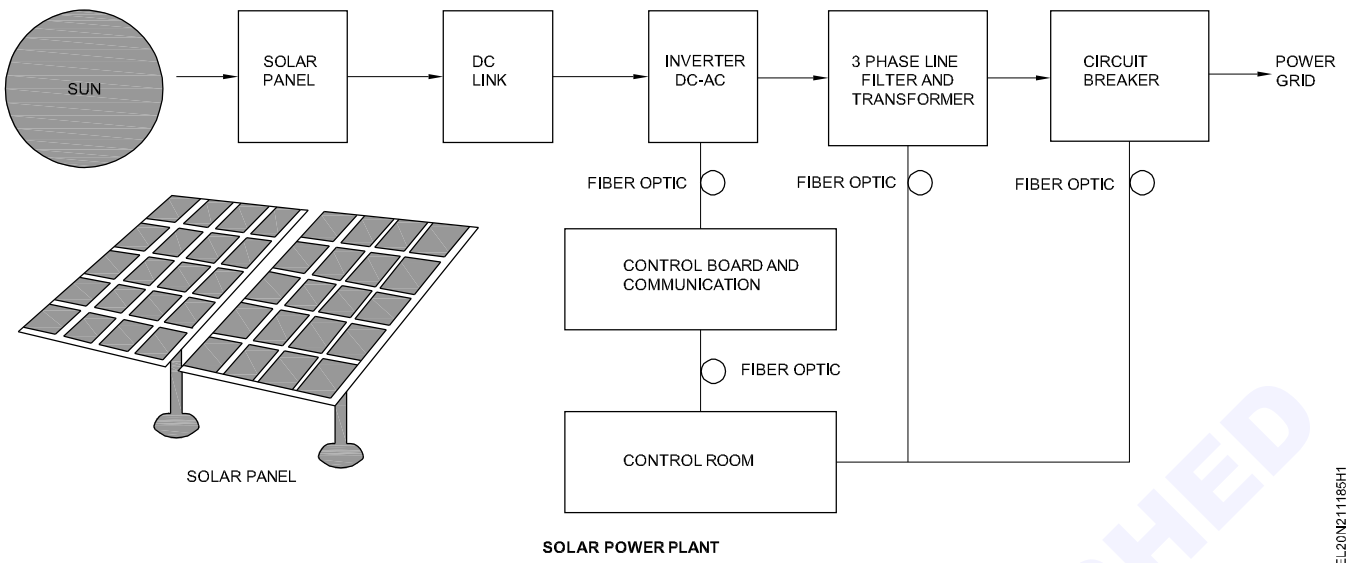 SUN
SOLAR
PANEL
DC
LINK
INVERTER
DC-AC
3 PHASE LINE
FILTER AND
TRANSFORMER
CIRCUIT
BREAKER
POWER
GRID
FIBER OPTIC
FIBER OPTIC
FIBER OPTIC
CONTROL BOARD AND
COMMUNICATION
FIBER OPTIC
CONTROL ROOM
SOLAR PANEL
SOLAR POWER PLANT
EL20N211185H1
HED